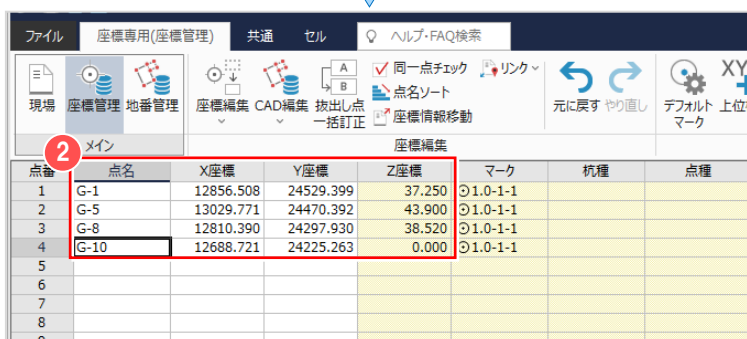 ファイル 座標専用(座標管理) 共通 セル ヘルプ・FAQ検索
現場 座標管理 地番管理 座標編集 CAD編集 A B 抜出し点 一括訂正 同一点チェック リンク
点名ソート
座標情報移動
元に戻す やり直し デフォルト マーク XY
メイン 座標編集
2
点番 点名 X座標 Y座標 Z座標 マーク 杭種 点種
1 G-1 12856.508 24529.399 37.250 1.0-1-1
2 G-5 13029.771 24470.392 43.900 1.0-1-1
3 G-8 12810.390 24297.930 38.520 1.0-1-1
4 G-10 12688.721 24225.263 0.000 1.0-1-1
5
6
7
8